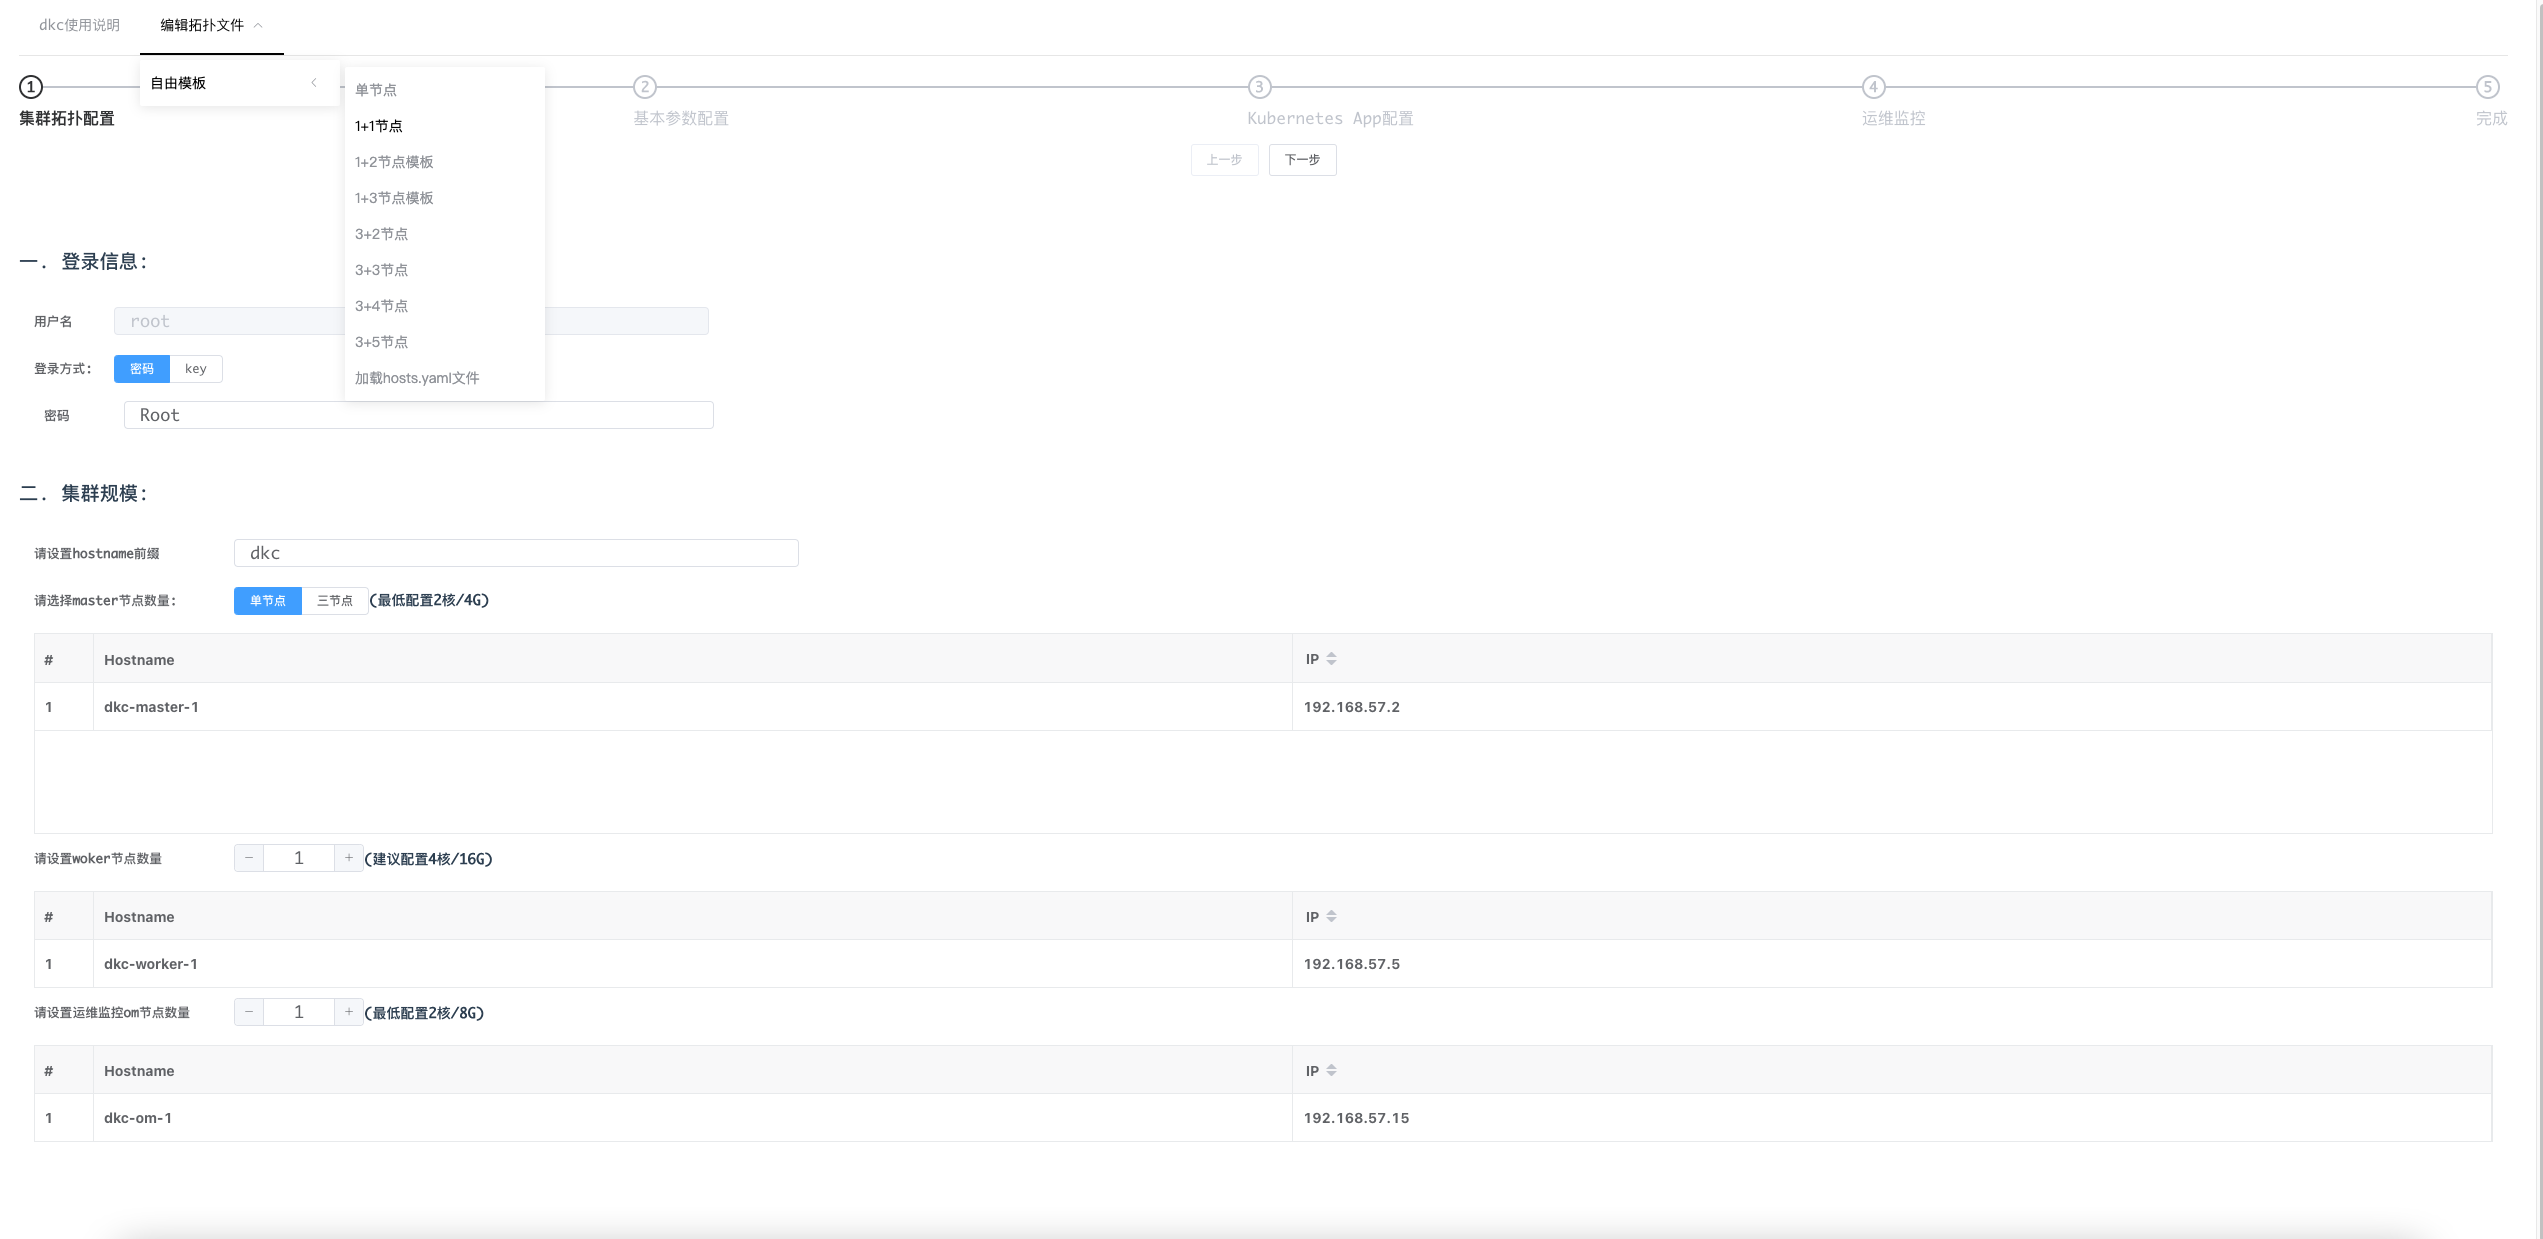 dkc使用说明
编辑拓扑文件
自由模板
单节点
1+1节点
1+2节点模板
1+3节点模板
3+2节点
3+3节点
3+4节点
3+5节点
加载hosts.yaml文件
1
2
3
4
5
集群拓扑配置
基本参数配置
Kubernetes App配置
运维监控
完成
上一步 下一步
一. 登录信息:
用户名 root
登录方式: 密码 key
密码 Root
二. 集群规模:
请设置hostname前缀 dkc
请选择master节点数量: 单节点 三节点 (最低配置2核/4G)
# Hostname IP
1 dkc-master-1 192.168.57.2
请设置woker节点数量 − 1 + (建议配置4核/16G)
# Hostname IP
1 dkc-worker-1 192.168.57.5
请设置运维监控om节点数量 − 1 + (最低配置2核/8G)
# Hostname IP
1 dkc-om-1 192.168.57.15